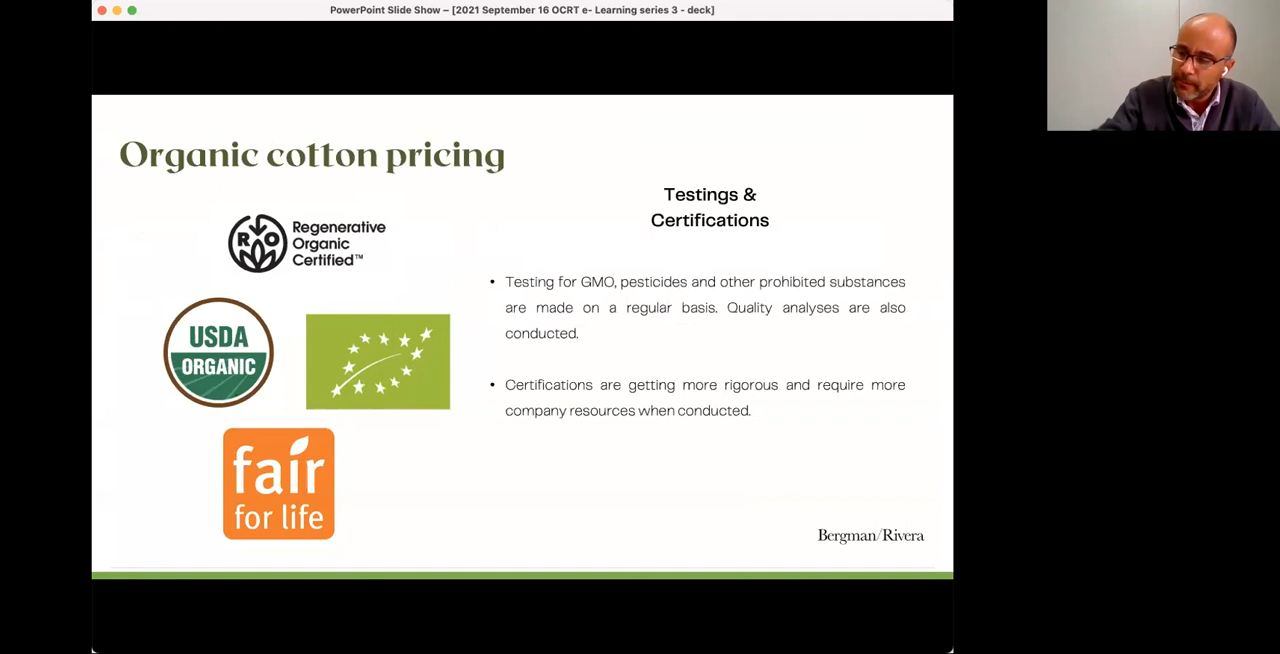 PowerPoint Slide Show – [2021 September 16 OCRT e- Learning series 3 - deck]
Organic cotton pricing
Testings &
Certifications
RO
Regenerative
Organic
Certified™
USDA
ORGANIC
fair
for life
• Testing for GMO, pesticides and other prohibited substances
are made on a regular basis. Quality analyses are also
conducted.
• Certifications are getting more rigorous and require more
company resources when conducted.
Bergman/Rivera